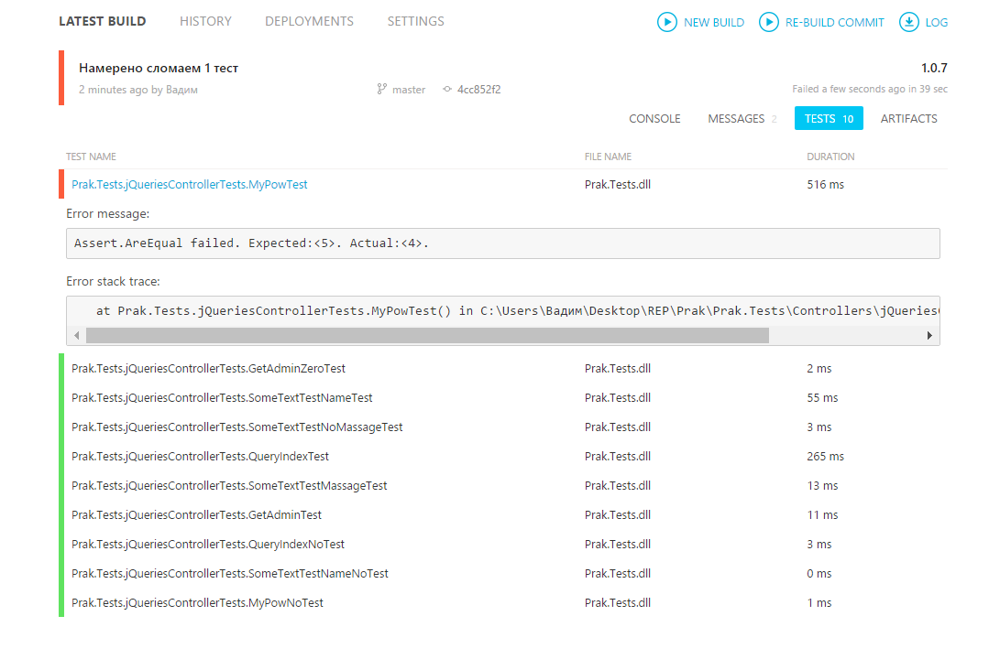 LATEST BUILD HISTORY DEPLOYMENTS SETTINGS NEW BUILD RE-BUILD COMMIT LOG
Намерено сломаем 1 тест 1.0.7
2 minutes ago by Вадим master 4cc852f2 Failed a few seconds ago in 39 sec
CONSOLE MESSAGES 2 TESTS 10 ARTIFACTS
TEST NAME FILE NAME DURATION
Prak.Tests.jQueriesControllerTests.MyPowTest Prak.Tests.dll 516 ms
Error message:
Assert.AreEqual failed. Expected:<5>. Actual:<4>.
Error stack trace:
at Prak.Tests.jQueriesControllerTests.MyPowTest() in C:\Users\Вадим\Desktop\REP\Prak\Prak.Tests\Controllers\jQueries
Prak.Tests.jQueriesControllerTests.GetAdminZeroTest Prak.Tests.dll 2 ms
Prak.Tests.jQueriesControllerTests.SomeTextTestNameTest Prak.Tests.dll 55 ms
Prak.Tests.jQueriesControllerTests.SomeTextTestNoMassageTest Prak.Tests.dll 3 ms
Prak.Tests.jQueriesControllerTests.QueryIndexTest Prak.Tests.dll 265 ms
Prak.Tests.jQueriesControllerTests.SomeTextTestMassageTest Prak.Tests.dll 13 ms
Prak.Tests.jQueriesControllerTests.GetAdminTest Prak.Tests.dll 11 ms
Prak.Tests.jQueriesControllerTests.QueryIndexNoTest Prak.Tests.dll 3 ms
Prak.Tests.jQueriesControllerTests.SomeTextTestNameNoTest Prak.Tests.dll 0 ms
Prak.Tests.jQueriesControllerTests.MyPowNoTest Prak.Tests.dll 1 ms